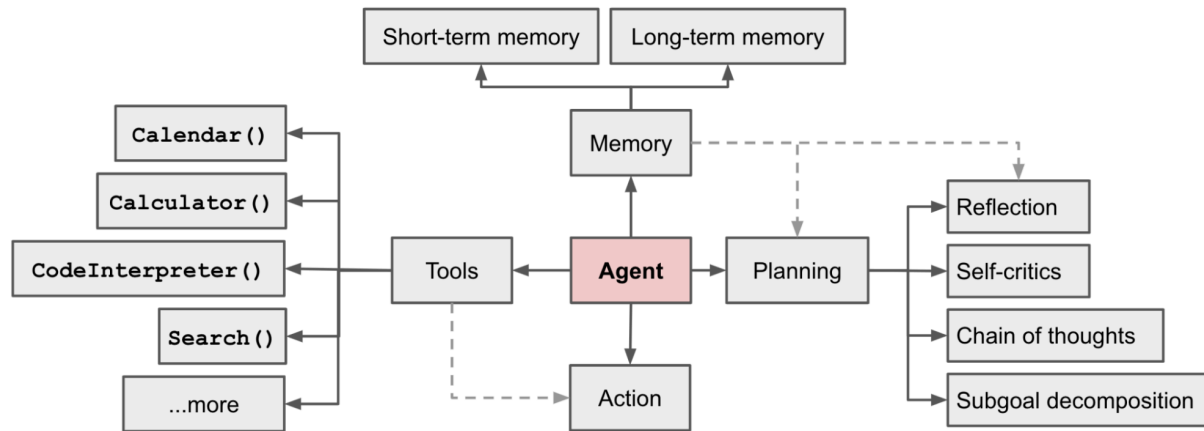 Short-term memory
Long-term memory
Calendar()
Memory
Calculator()
Reflection
CodeInterpreter()
Tools
Agent
Planning
Self-critics
Search()
Chain of thoughts
...more
Action
Subgoal decomposition